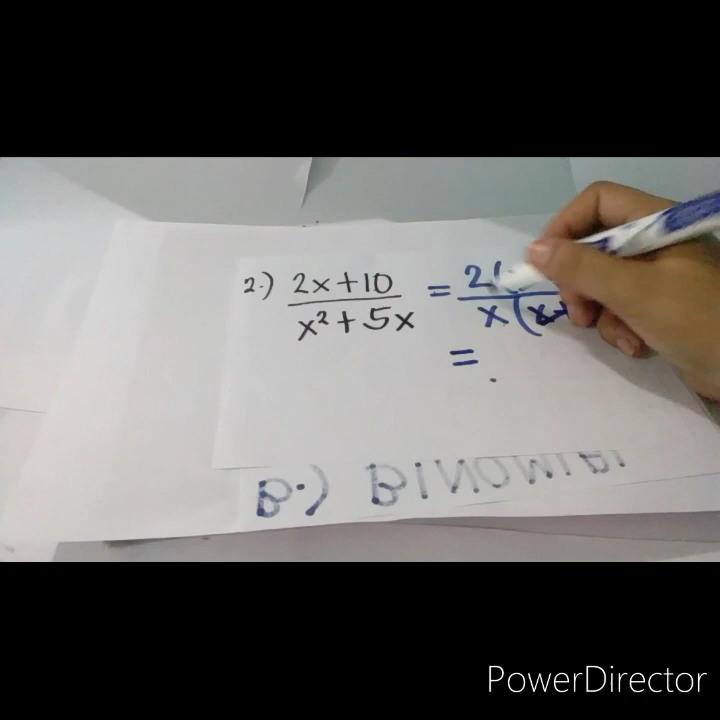 2.) 2x+10 = 2(
x²+5x x(x+
=
B.) BINOMIAL
PowerDirector